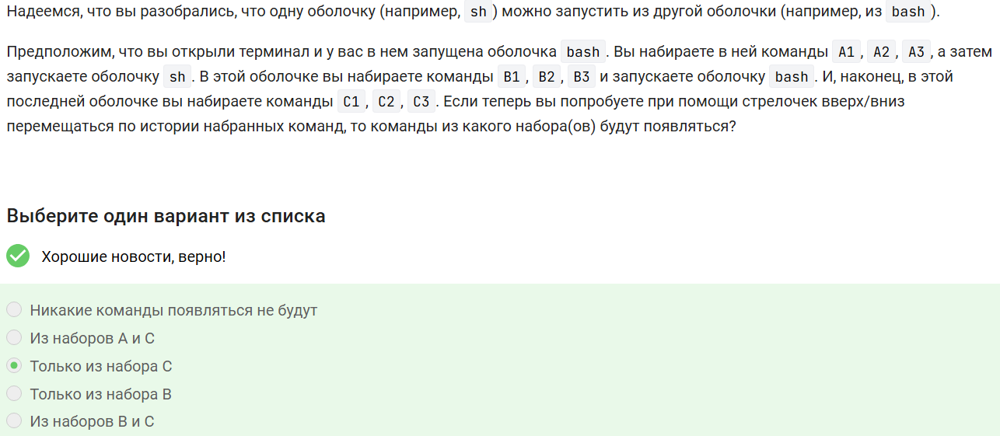 Надеемся, что вы разобрались, что одну оболочку (например, sh ) можно запустить из другой оболочки (например, из bash ).
Предположим, что вы открыли терминал и у вас в нем запущена оболочка bash . Вы набираете в ней команды A1 , A2 , A3 , а затем
запускаете оболочку sh . В этой оболочке вы набираете команды B1 , B2 , B3 и запускаете оболочку bash . И, наконец, в этой
последней оболочке вы набираете команды C1 , C2 , C3 . Если теперь вы попробуете при помощи стрелочек вверх/вниз
перемещаться по истории набранных команд, то команды из какого набора(ов) будут появляться?
Выберите один вариант из списка
Хорошие новости, верно!
Никакие команды появляться не будут
Из наборов A и C
Только из набора C
Только из набора B
Из наборов B и C